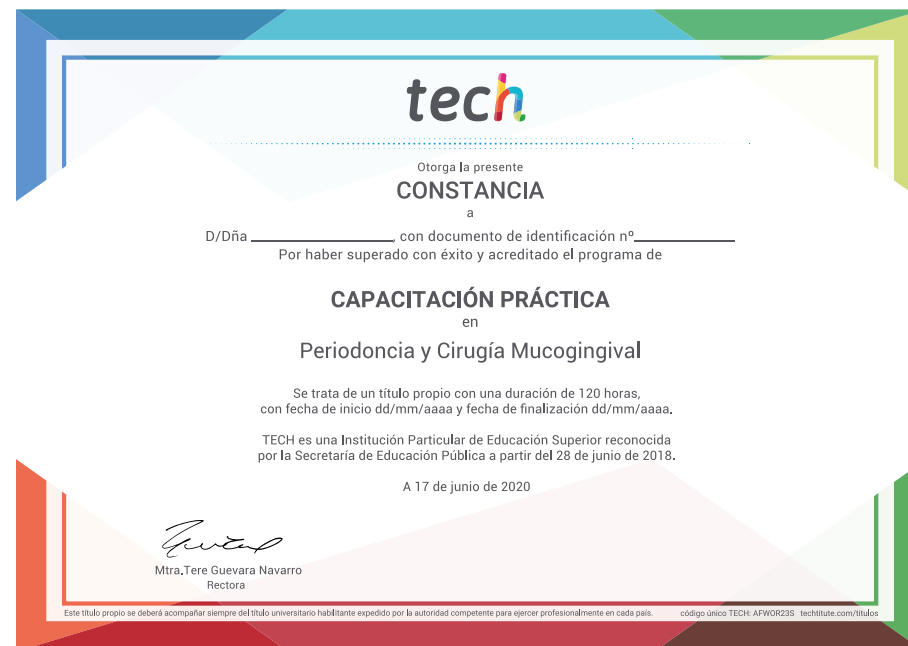 tech
Otorga la presente
CONSTANCIA
a
D/Dña ____________________, con documento de identificación nº______________
Por haber superado con éxito y acreditado el programa de
CAPACITACIÓN PRÁCTICA
en
Periodoncia y Cirugía Mucogingival
Se trata de un título propio con una duración de 120 horas,
con fecha de inicio dd/mm/aaaa y fecha de finalización dd/mm/aaaa.
TECH es una Institución Particular de Educación Superior reconocida
por la Secretaría de Educación Pública a partir del 28 de junio de 2018.
A 17 de junio de 2020
Mtra.Tere Guevara Navarro
Rectora
Este título propio se deberá acompañar siempre del título universitario habilitante expedido por la autoridad competente para ejercer profesionalmente en cada país. código único TECH: AFWOR23S techtitute.com/títulos